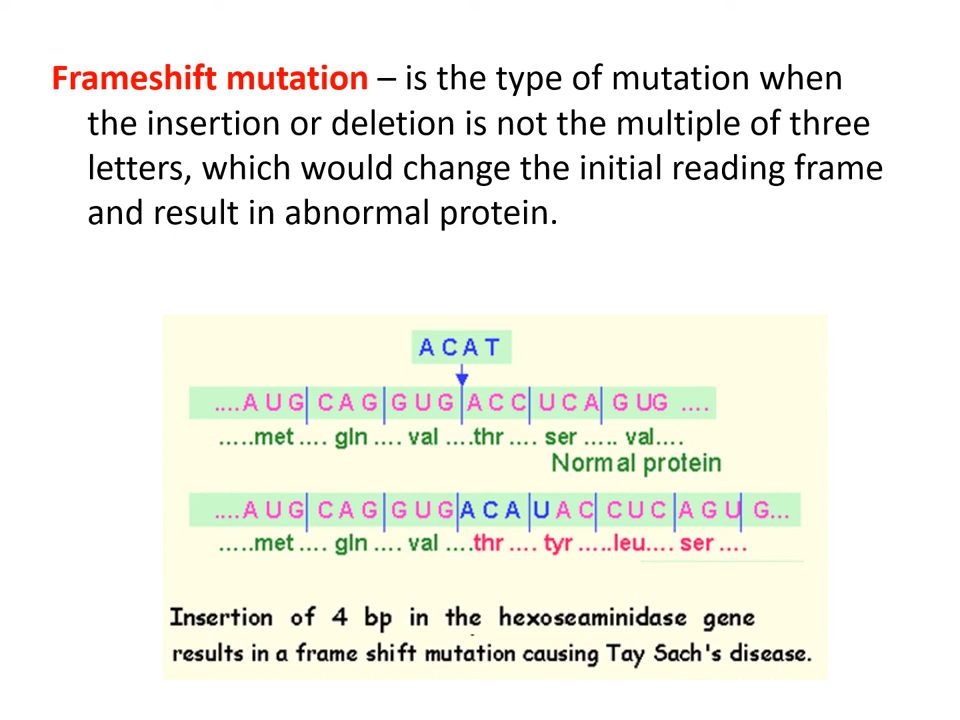 Frameshift mutation – is the type of mutation when
the insertion or deletion is not the multiple of three
letters, which would change the initial reading frame
and result in abnormal protein.
A C A T
....A U G C A G G U G A C C U C A G UG ....
.....met .... gln .... val ....thr .... ser ..... val....
Normal protein
....A U G C A G G U G A C A U A C C U C A G U G...
.....met .... gln .... val ....thr .... tyr .....leu.... ser ....
Insertion of 4 bp in the hexoseaminidase gene
results in a frame shift mutation causing Tay Sach's disease.